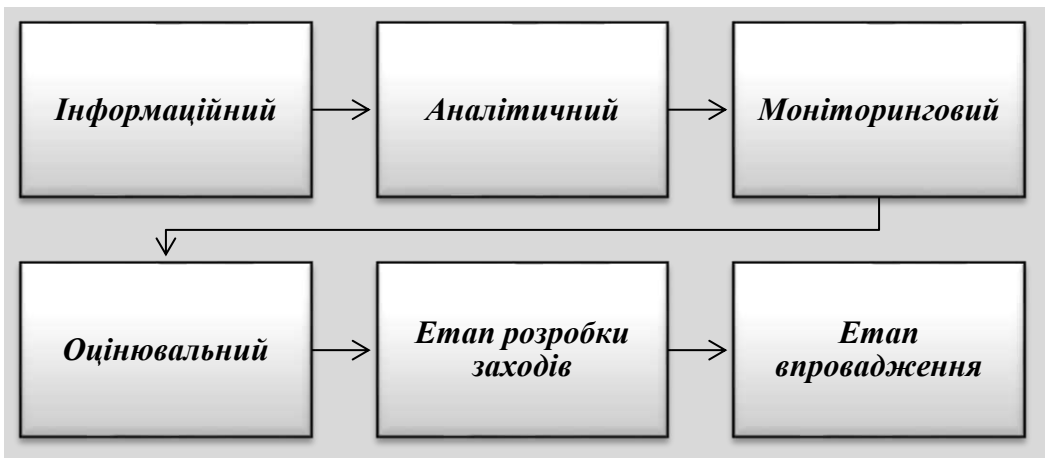 Інформаційний
Аналітичний
Моніторинговий
Оцінювальний
Етап розробки
заходів
Етап
впровадження